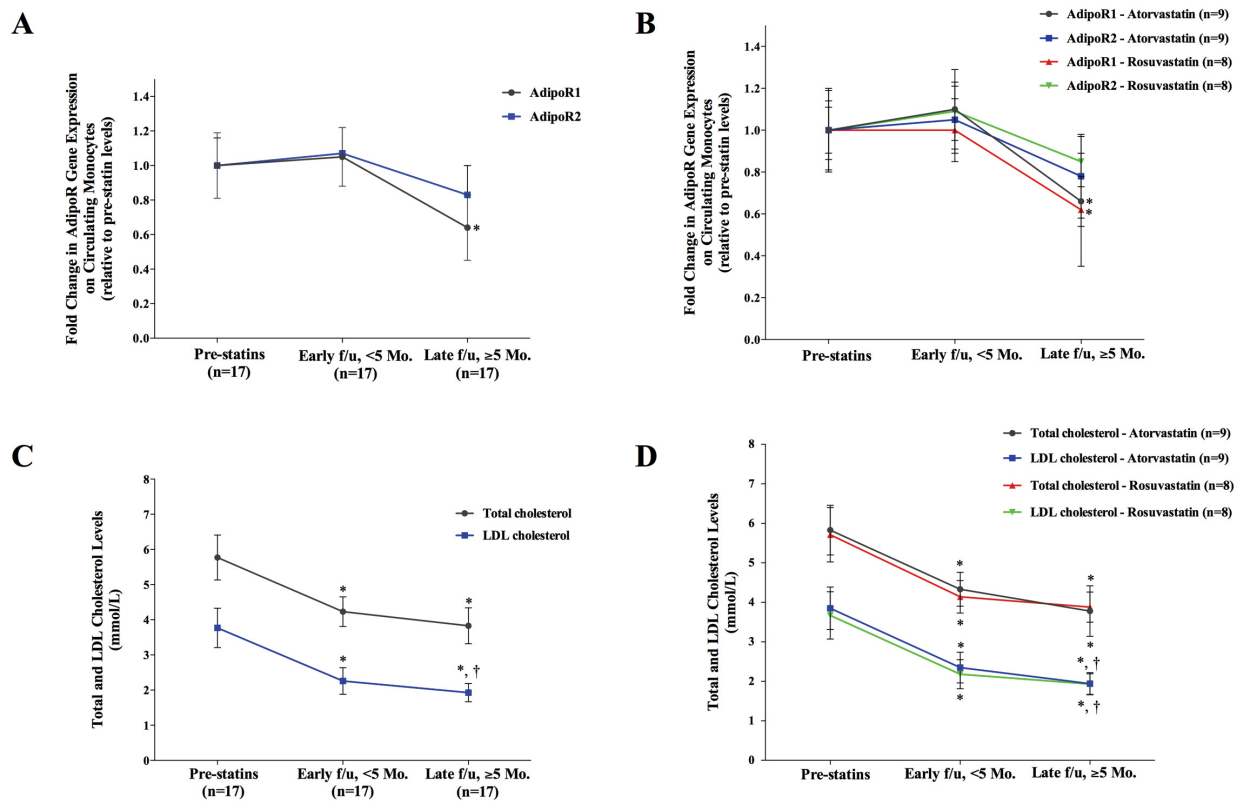 A
AdipoR1
AdipoR2
Fold Change in AdipoR Gene Expression
on Circulating Monocytes
(relative to pre-statin levels)
1.4
1.2
1.0
0.8
0.6
0.4
0.2
0.0
*
Pre-statins
(n=17)
Early f/u, <5 Mo.
(n=17)
Late f/u, ≥5 Mo.
(n=17)
B
AdipoR1 - Atorvastatin (n=9)
AdipoR2 - Atorvastatin (n=9)
AdipoR1 - Rosuvastatin (n=8)
AdipoR2 - Rosuvastatin (n=8)
Fold Change in AdipoR Gene Expression
on Circulating Monocytes
(relative to pre-statin levels)
1.4
1.2
1.0
0.8
0.6
0.4
0.2
0.0
*
*
Pre-statins
Early f/u, <5 Mo.
Late f/u, ≥5 Mo.
C
Total cholesterol
LDL cholesterol
Total and LDL Cholesterol Levels
(mmol/L)
8
7
6
5
4
3
2
1
0
*
*
*
*, †
Pre-statins
(n=17)
Early f/u, <5 Mo.
(n=17)
Late f/u, ≥5 Mo.
(n=17)
D
Total cholesterol - Atorvastatin (n=9)
LDL cholesterol - Atorvastatin (n=9)
Total cholesterol - Rosuvastatin (n=8)
LDL cholesterol - Rosuvastatin (n=8)
Total and LDL Cholesterol Levels
(mmol/L)
8
7
6
5
4
3
2
1
0
*
*
*
*
*
*
*, †
*, †
Pre-statins
Early f/u, <5 Mo.
Late f/u, ≥5 Mo.